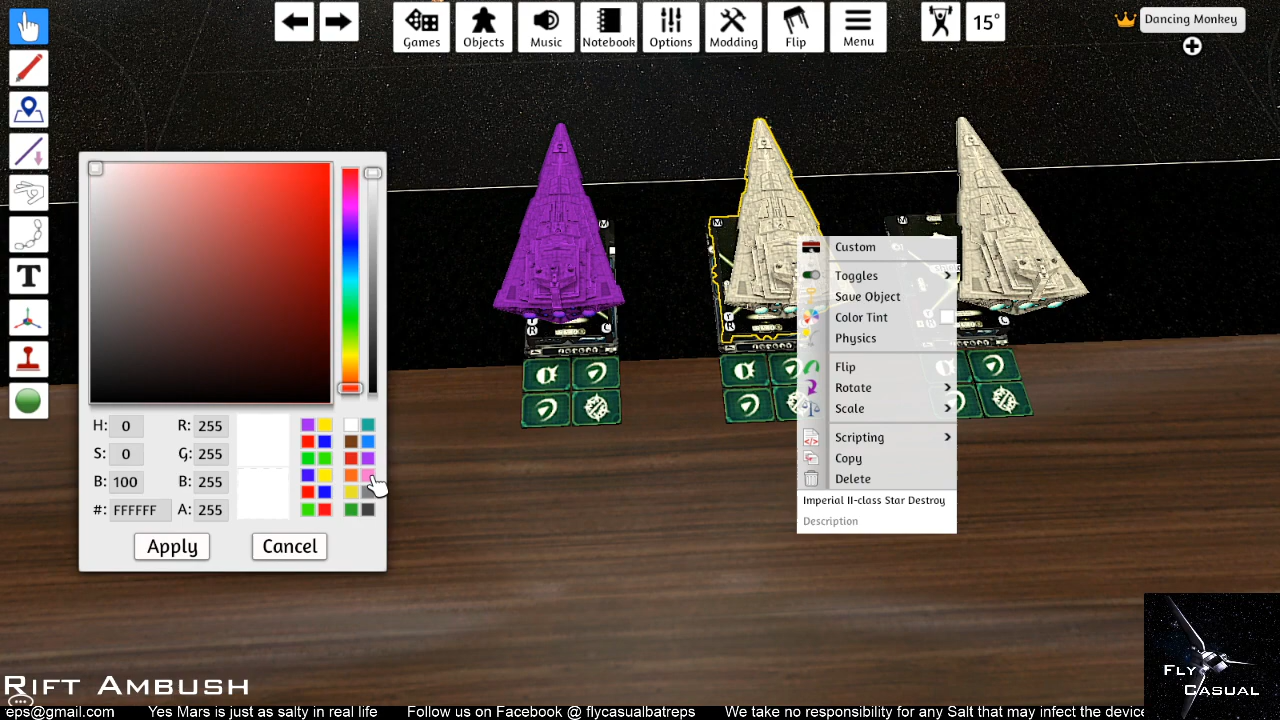 Games
Objects
Music
Notebook
Options
Modding
Flip
Menu
15°
Dancing Monkey
T
M
M
M
Custom
Toggles
Save Object
Color Tint
Physics
Flip
Rotate
Scale
Scripting
Copy
Delete
Imperial II-class Star Destroy
Description
T
R
C
T
R
C
H: 0 R: 255
S: 0 G: 255
B: 100 B: 255
#: FFFFFF A: 255
Apply Cancel
Rift Ambush
Fly
Casual
eps@gmail.com Yes Mars is just as salty in real life Follow us on Facebook @ flycasualbatreps We take no responsibility for any Salt that may infect the device